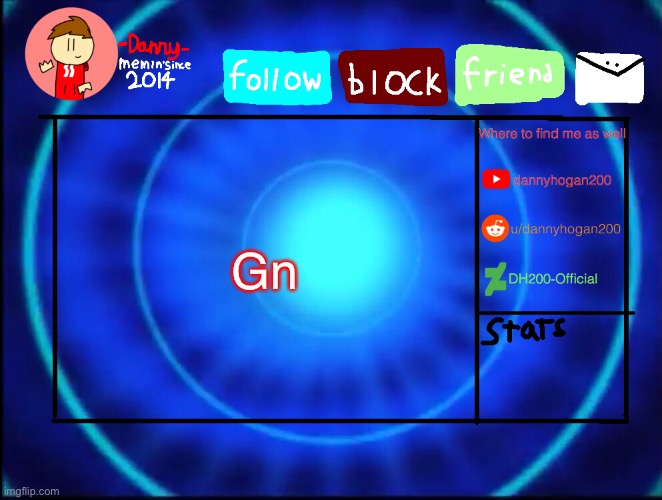 -Danny-
memin since
2014
follow
block
friend
Where to find me as well
dannyhogan200
u/dannyhogan200
DH200-Official
Gn
Stats
imgflip.com